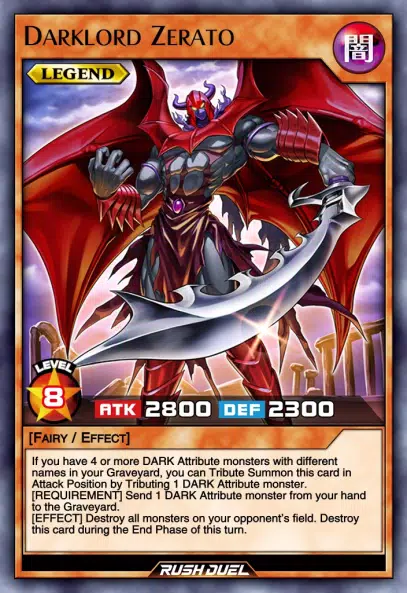 Darklord Zerato
闇
LEGEND
LEVEL
8
ATK 2800 DEF 2300
[Fairy / Effect]
If you have 4 or more DARK Attribute monsters with different
names in your Graveyard, you can Tribute Summon this card in
Attack Position by Tributing 1 DARK Attribute monster.
[REQUIREMENT] Send 1 DARK Attribute monster from your hand
to the Graveyard.
[EFFECT] Destroy all monsters on your opponent's field. Destroy
this card during the End Phase of this turn.
RUSH DUEL